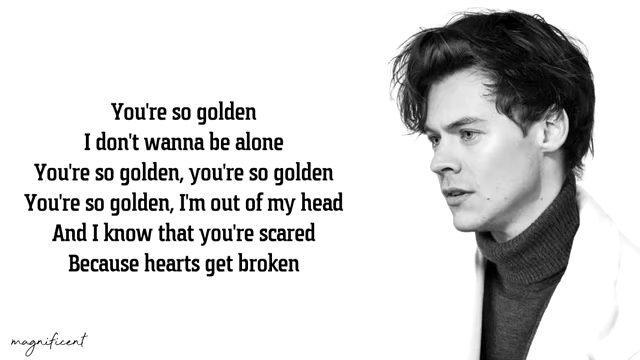 You're so golden
I don't wanna be alone
You're so golden, you're so golden
You're so golden, I'm out of my head
And I know that you're scared
Because hearts get broken
magnificent